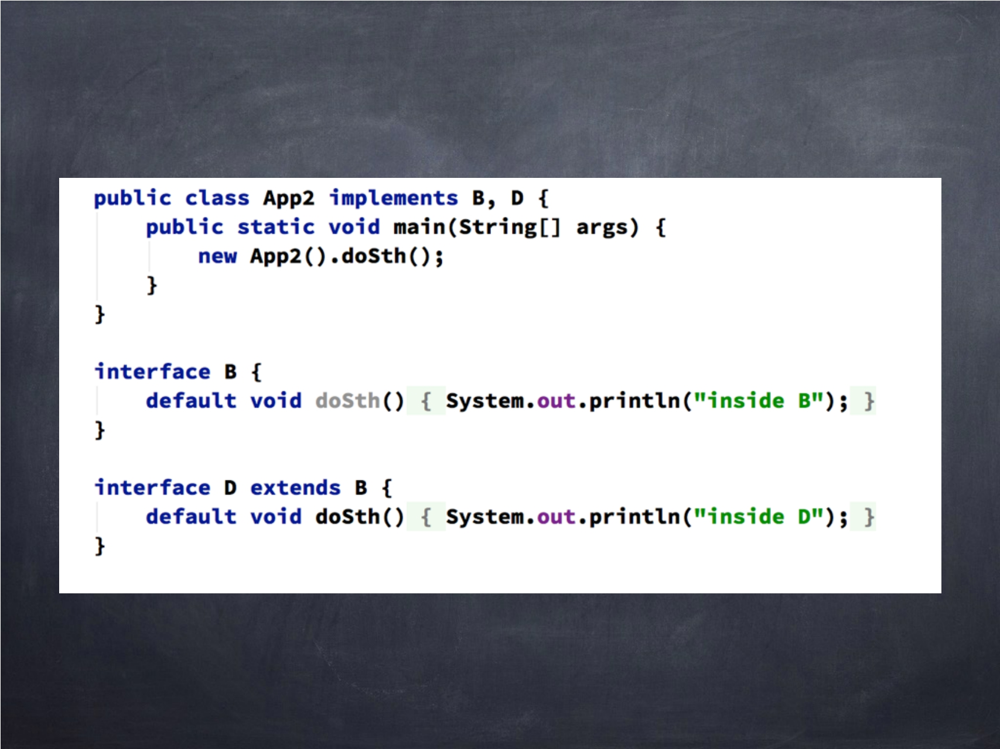 public class App2 implements B, D {
    public static void main(String[] args) {
        new App2().doSth();
    }
}

interface B {
    default void doSth() { System.out.println("inside B"); }
}

interface D extends B {
    default void doSth() { System.out.println("inside D"); }
}